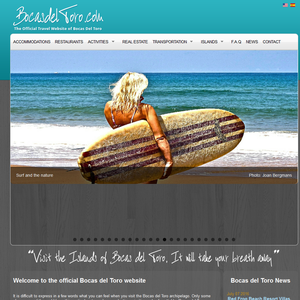 BocasdelToro.com
The Official Travel Website of Bocas Del Toro
ACCOMMODATIONS RESTAURANTS ACTIVITIES REAL ESTATE TRANSPORTATION ISLANDS F.A.Q. NEWS CONTACT
Surf and the nature Photo: Joan Bergmans
"Visit the Islands of Bocas del Toro. It will take your breath away"
Welcome to the official Bocas del Toro website
Bocas del Toro News
It is difficult to express in a few words what you can feel when you visit the Bocas del Toro archipelago. Only some
Red Frog Beach Resort Villas